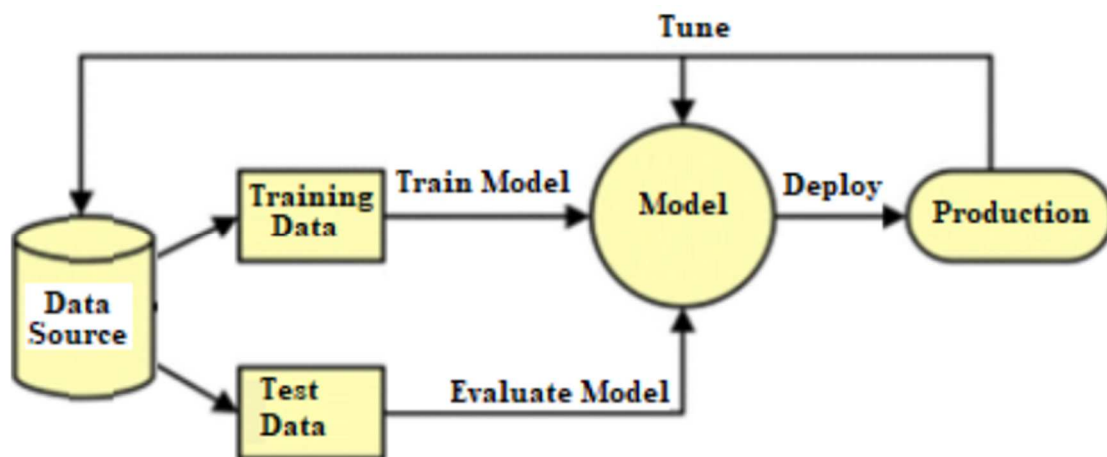 Tune
Training
Data
Train Model
Model
Deploy
Production
Data
Source
Test
Data
Evaluate Model